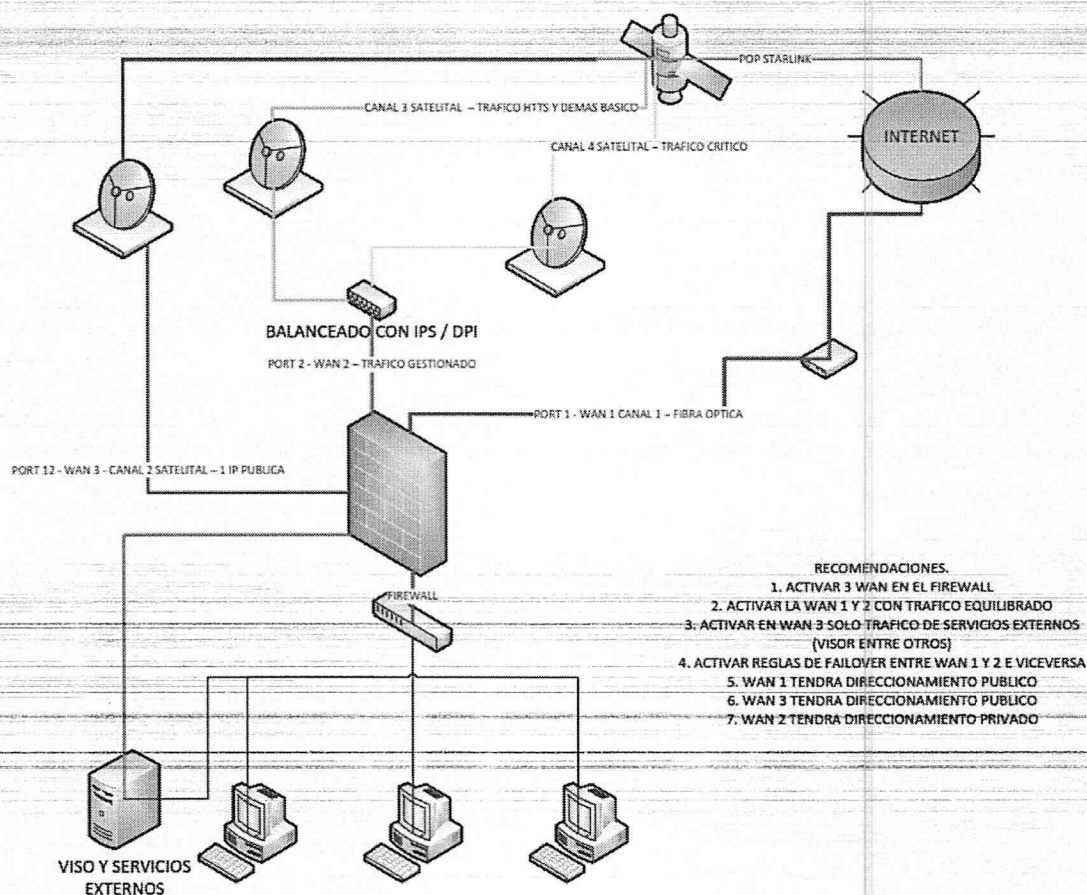 POP STARLINK
CANAL 3 SATELITAL – TRAFICO HTTS Y DEMAS BASICO
INTERNET
CANAL 4 SATELITAL – TRAFICO CRITICO
BALANCEADO CON IPS / DPI
PORT 2 - WAN 2 – TRAFICO GESTIONADO
PORT 1 - WAN 1 CANAL 1 – FIBRA OPTICA
PORT 12 - WAN 3 - CANAL 2 SATELITAL – 1 IP PUBLICA
FIREWALL
RECOMENDACIONES.
1. ACTIVAR 3 WAN EN EL FIREWALL
2. ACTIVAR LA WAN 1 Y 2 CON TRAFICO EQUILIBRADO
3. ACTIVAR EN WAN 3 SOLO TRAFICO DE SERVICIOS EXTERNOS
(VISOR ENTRE OTROS)
4. ACTIVAR REGLAS DE FAILOVER ENTRE WAN 1 Y 2 E VICEVERSA
5. WAN 1 TENDRA DIRECCIONAMIENTO PUBLICO
6. WAN 3 TENDRA DIRECCIONAMIENTO PUBLICO
7. WAN 2 TENDRA DIRECCIONAMIENTO PRIVADO
VISO Y SERVICIOS
EXTERNOS